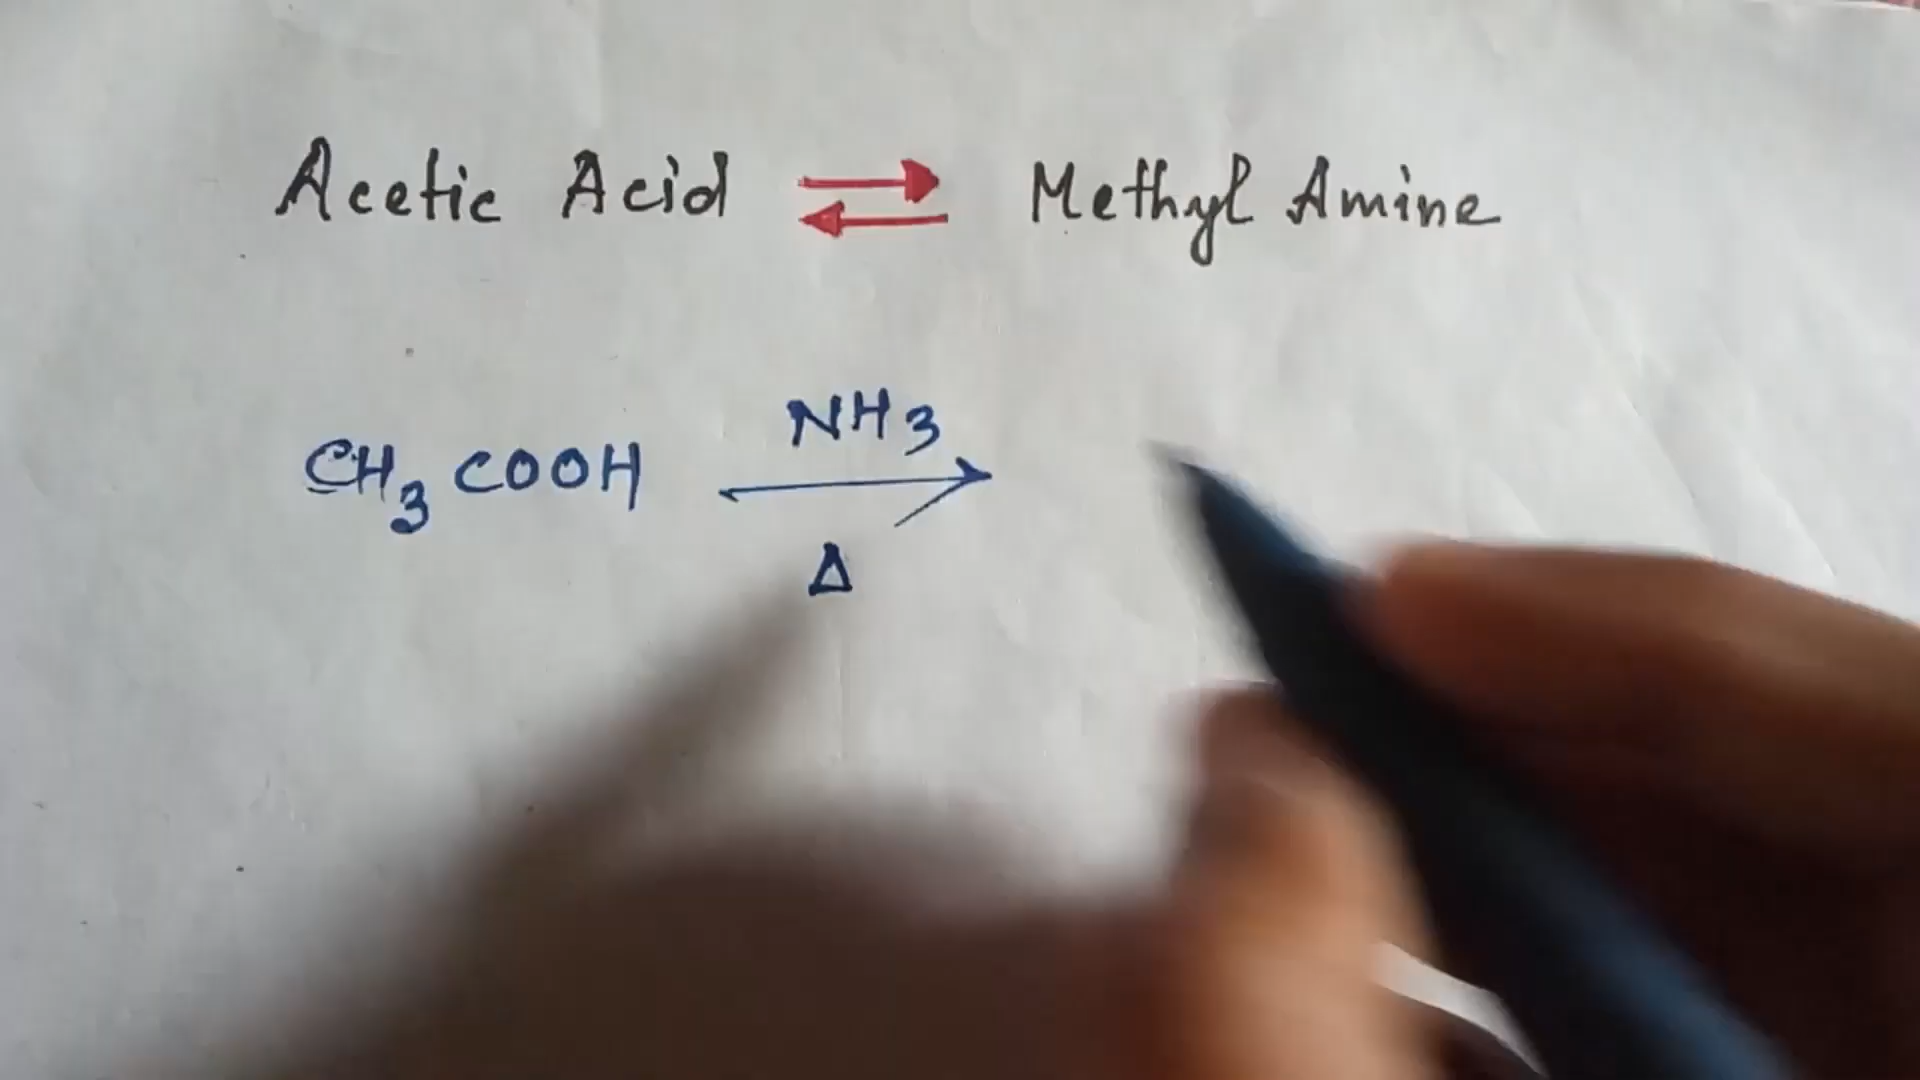 Acetic Acid ⇄ Methyl Amine
NH3
CH3COOH ⟶
Δ